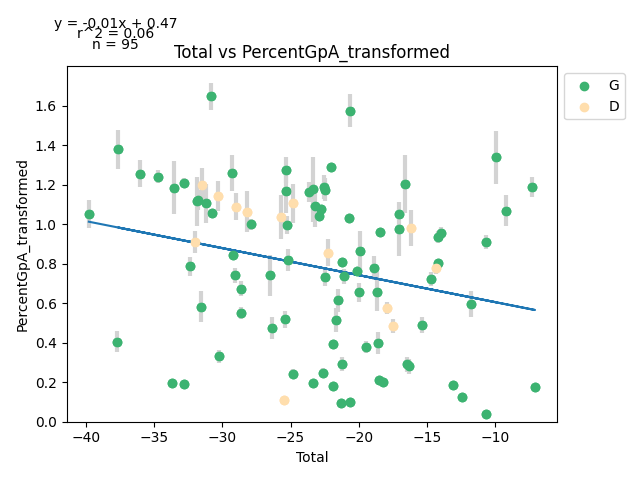 y = -0.01x + 0.47
r^2 = 0.06
n = 95
Total vs PercentGpA_transformed
G
D
1.6
1.4
1.2
1.0
0.8
0.6
0.4
0.2
0.0
PercentGpA_transformed
−40 −35 −30 −25 −20 −15 −10
Total